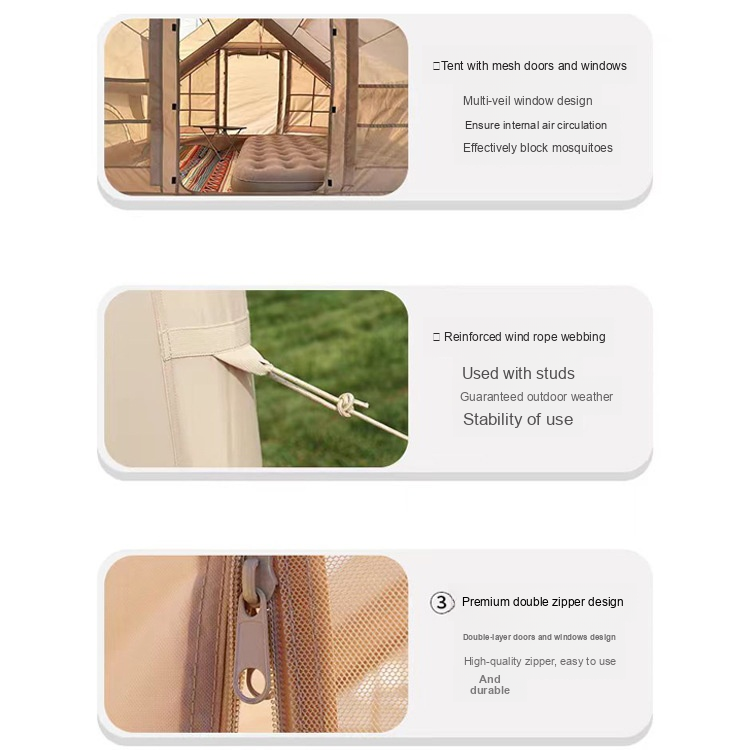 Tent with mesh doors and windows
Multi-veil window design
Ensure internal air circulation
Effectively block mosquitoes
Reinforced wind rope webbing
Used with studs
Guaranteed outdoor weather
Stability of use
3 Premium double zipper design
Double-layer doors and windows design
High-quality zipper, easy to use
And
durable